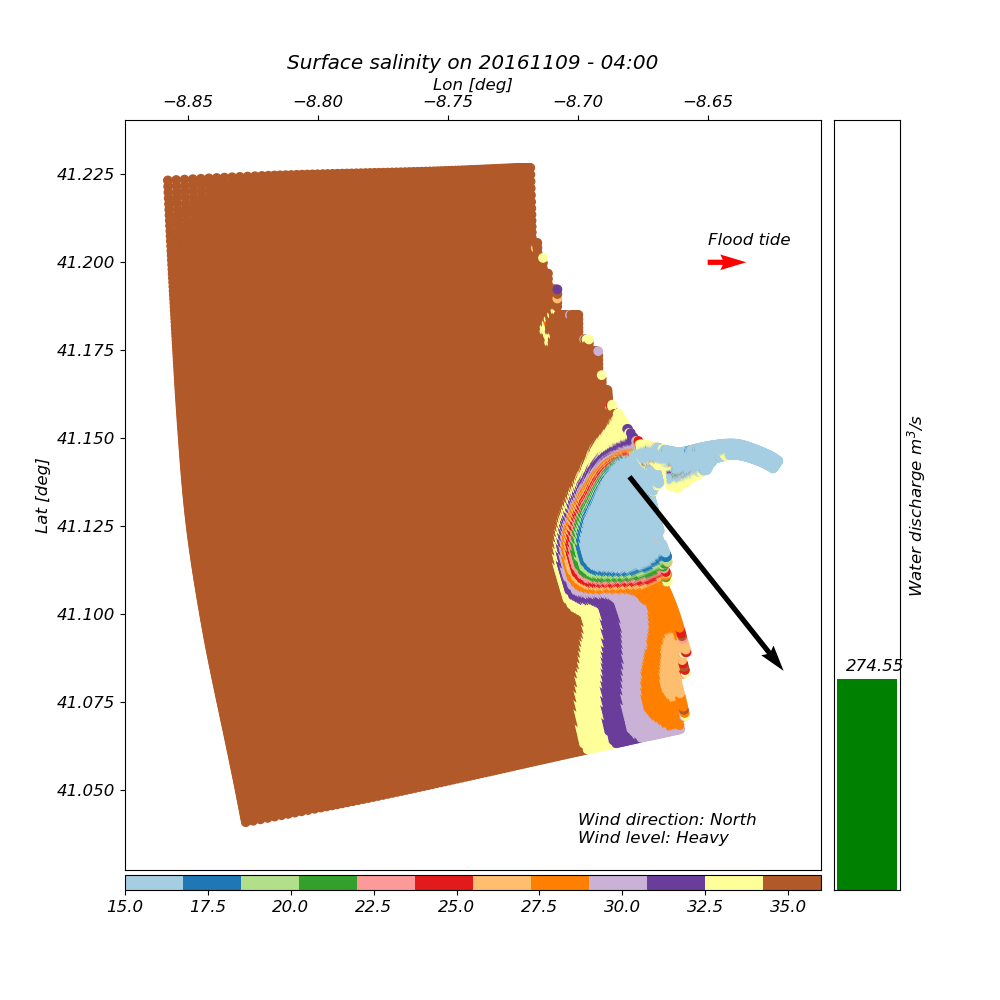 Surface salinity on 20161109 - 04:00
Lon [deg]
−8.85 −8.80 −8.75 −8.70 −8.65
41.225
41.200
41.175
41.150
41.125
41.100
41.075
41.050
Lat [deg]
Flood tide
Wind direction: North
Wind level: Heavy
15.0 17.5 20.0 22.5 25.0 27.5 30.0 32.5 35.0
274.55
Water discharge m³/s